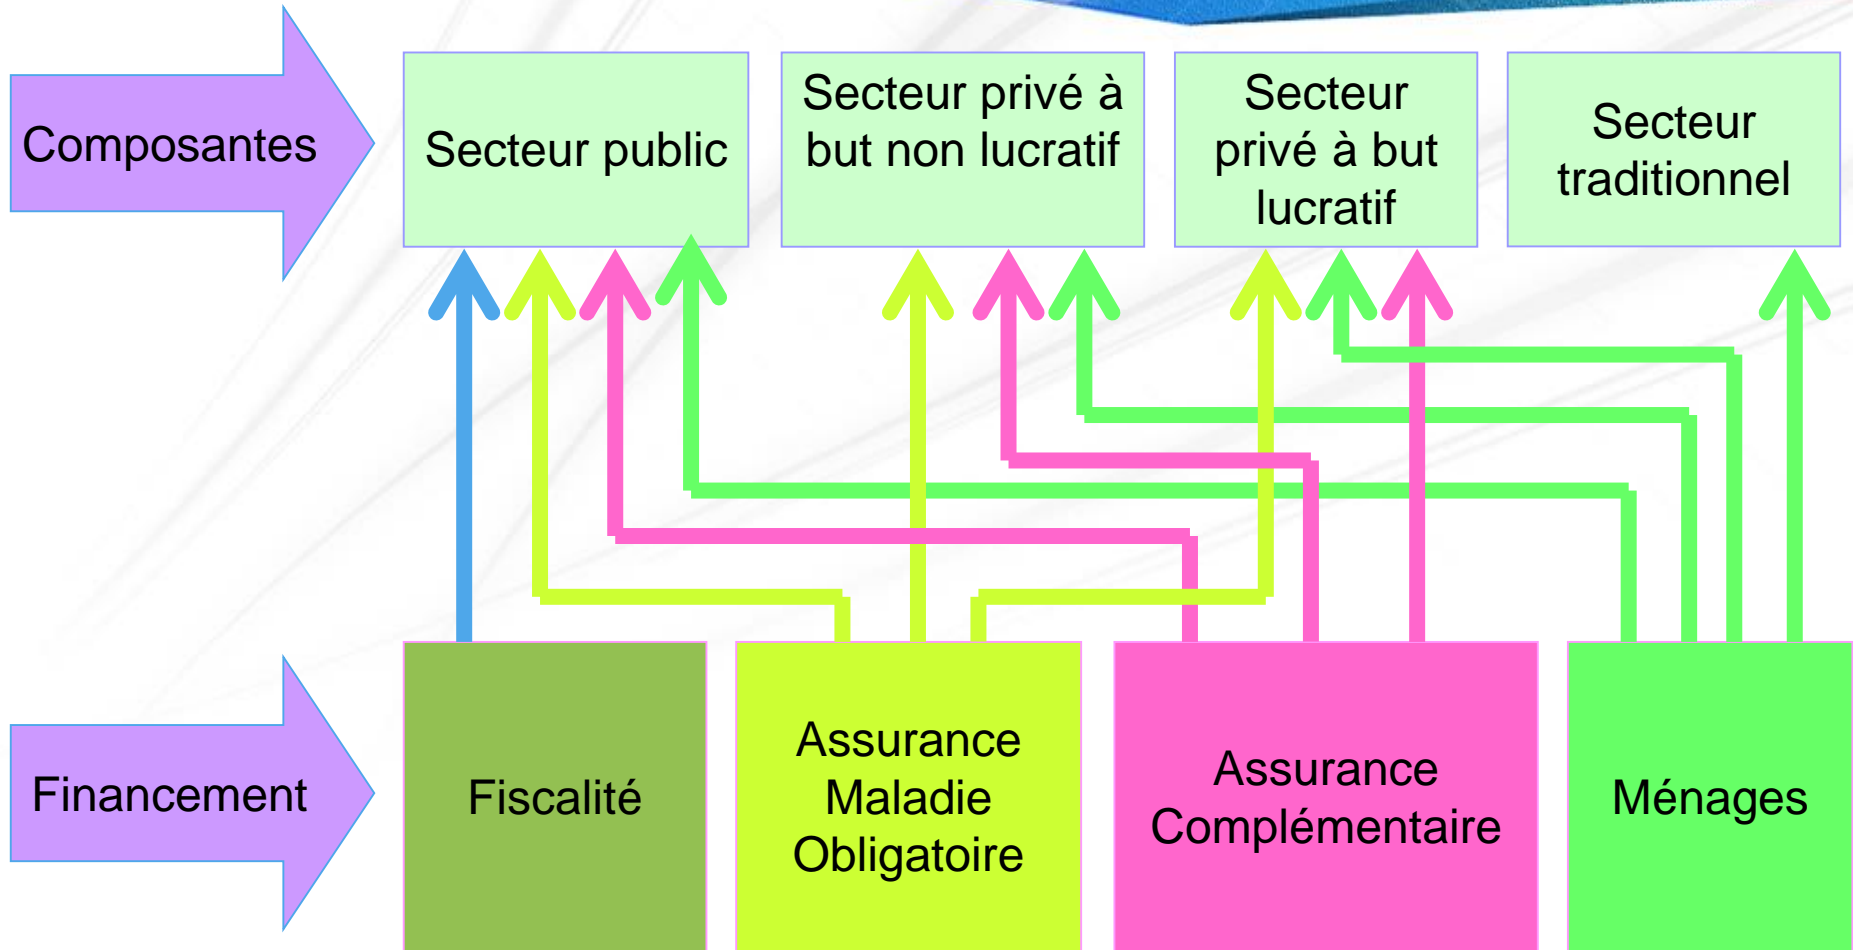 Composantes
Secteur public
Secteur privé à
but non lucratif
Secteur
privé à but
lucratif
Secteur
traditionnel
Financement
Fiscalité
Assurance
Maladie
Obligatoire
Assurance
Complémentaire
Ménages